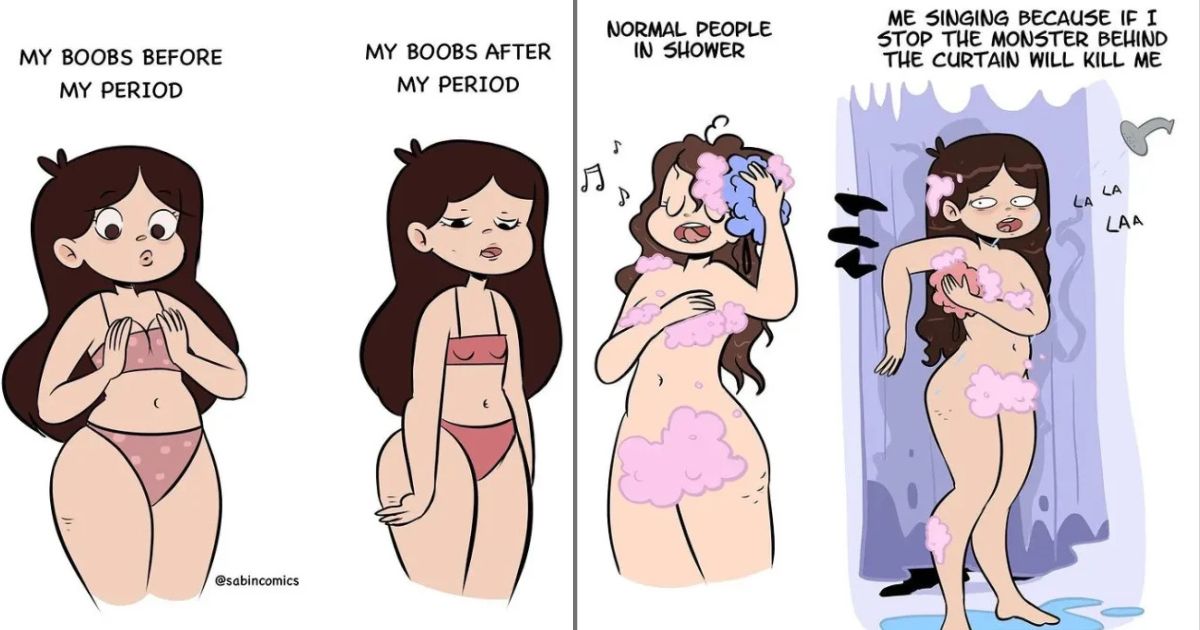 MY BOOBS BEFORE
MY PERIOD
MY BOOBS AFTER
MY PERIOD
@sabincomics
NORMAL PEOPLE
IN SHOWER
ME SINGING BECAUSE IF I
STOP THE MONSTER BEHIND
THE CURTAIN WILL KILL ME
LA LA
LAA